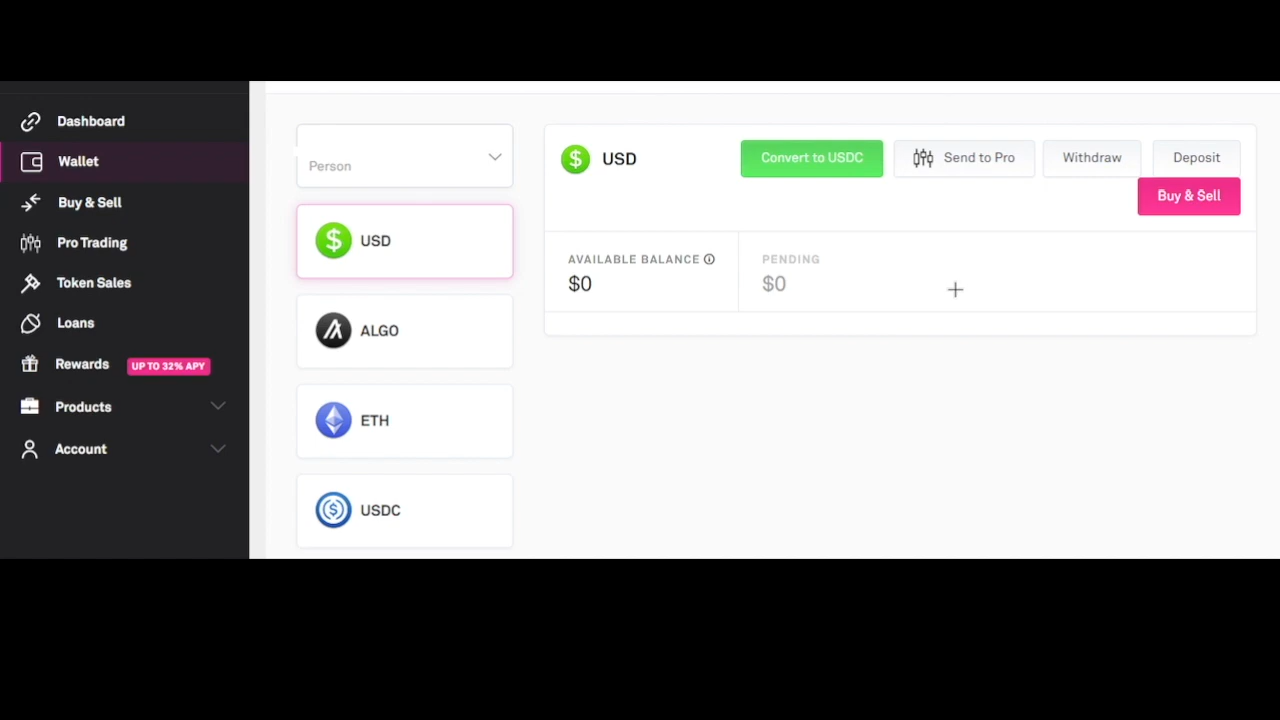 Dashboard
Wallet
Buy & Sell
Pro Trading
Token Sales
Loans
Rewards UP TO 32% APY
Products
Account
Person
USD
ALGO
ETH
USDC
USD
Convert to USDC
Send to Pro
Withdraw
Deposit
Buy & Sell
AVAILABLE BALANCE
$0
PENDING
$0